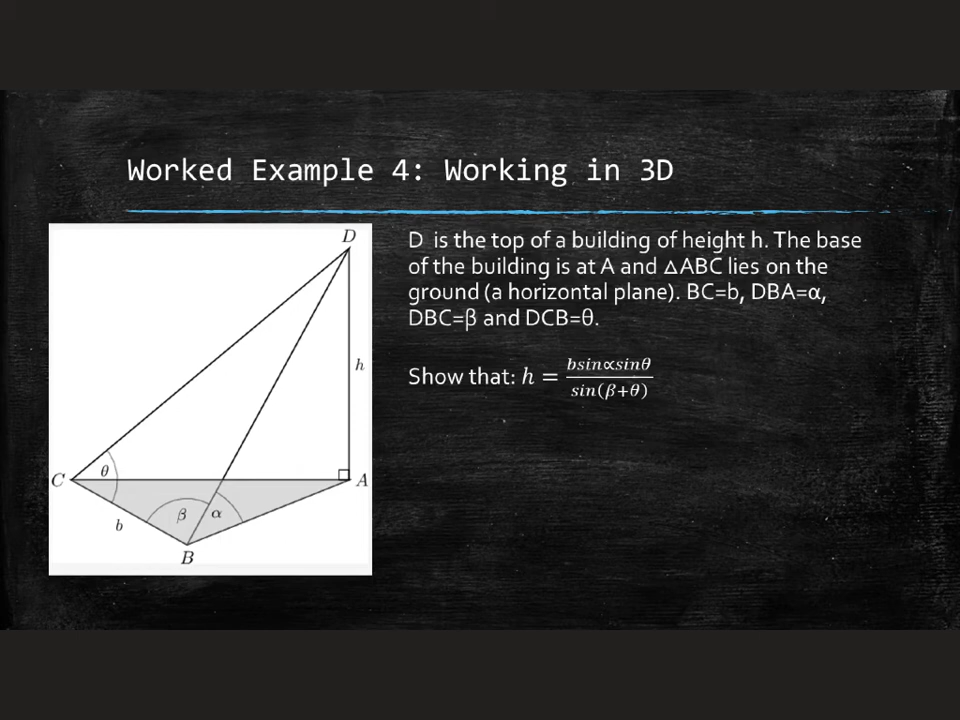 Worked Example 4: Working in 3D
D
h
C
θ
A
b
β
α
B
D is the top of a building of height h. The base
of the building is at A and △ABC lies on the
ground (a horizontal plane). BC=b, DBA=α,
DBC=β and DCB=θ.
Show that: h = bsin∝sinθ / sin(β+θ)